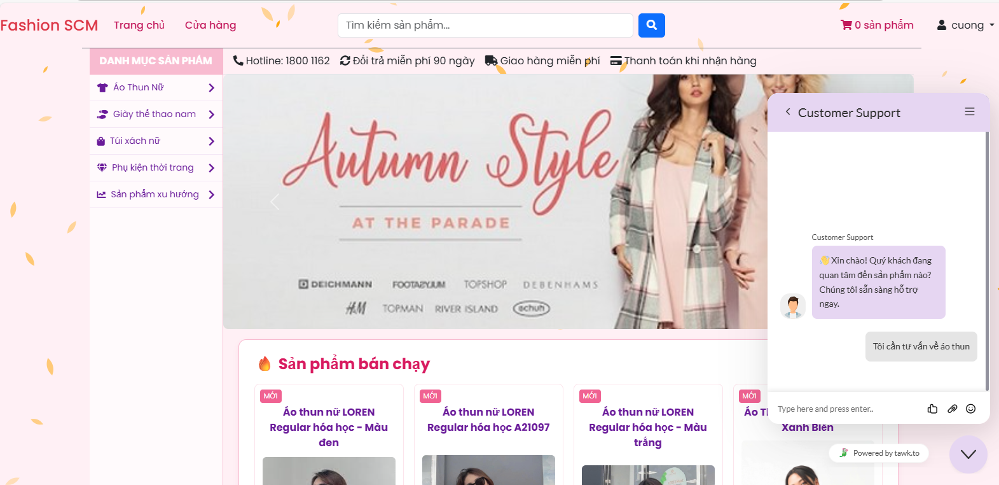 Fashion SCM
Trang chủ
Cửa hàng
Tìm kiếm sản phẩm...
0 sản phẩm
cuong
DANH MỤC SẢN PHẨM
Hotline: 1800 1162
Đổi trả miễn phí 90 ngày
Giao hàng miễn phí
Thanh toán khi nhận hàng
Áo Thun Nữ
Giày thể thao nam
Túi xách nữ
Phụ kiện thời trang
Sản phẩm xu hướng
Autumn Style
AT THE PARADE
DEICHMANN
TOPSHOP
DEBENHAMS
H&M
TOPMAN
RIVER ISLAND
schuh
Sản phẩm bán chạy
MỚI
Áo thun nữ LOREN
Regular hóa học - Màu
đen
MỚI
Áo thun nữ LOREN
Regular hóa học A21097
MỚI
Áo thun nữ LOREN
Regular hóa học - Màu
trắng
MỚI
Xanh Biển
Customer Support
Customer Support
👋 Xin chào! Quý khách đang
quan tâm đến sản phẩm nào?
Chúng tôi sẵn sàng hỗ trợ
ngay.
Tôi cần tư vấn về áo thun
Type here and press enter..
Powered by tawk.to